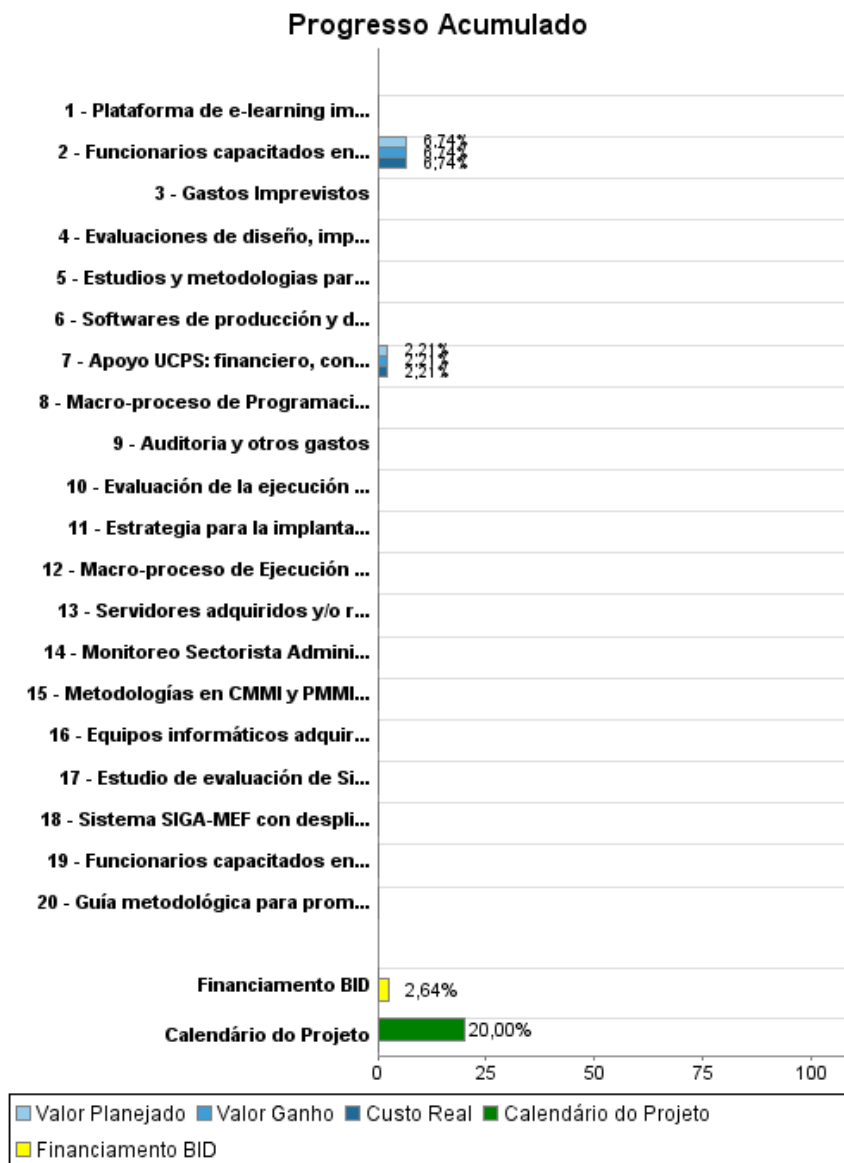 Progresso Acumulado
1 - Plataforma de e-learning im...
2 - Funcionarios capacitados en...
6,74%
6,74%
6,74%
3 - Gastos Imprevistos
4 - Evaluaciones de diseño, imp...
5 - Estudios y metodologias par...
6 - Softwares de producción y d...
7 - Apoyo UCPS: financiero, con...
2,21%
2,21%
2,21%
8 - Macro-proceso de Programaci...
9 - Auditoria y otros gastos
10 - Evaluación de la ejecución ...
11 - Estrategia para la implanta...
12 - Macro-proceso de Ejecución ...
13 - Servidores adquiridos y/o r...
14 - Monitoreo Sectorista Admini...
15 - Metodologías en CMMI y PMMI...
16 - Equipos informáticos adquir...
17 - Estudio de evaluación de Si...
18 - Sistema SIGA-MEF con despli...
19 - Funcionarios capacitados en...
20 - Guía metodológica para prom...
Financiamento BID 2,64%
Calendário do Projeto 20,00%
0 25 50 75 100
Valor Planejado Valor Ganho Custo Real Calendário do Projeto
Financiamento BID